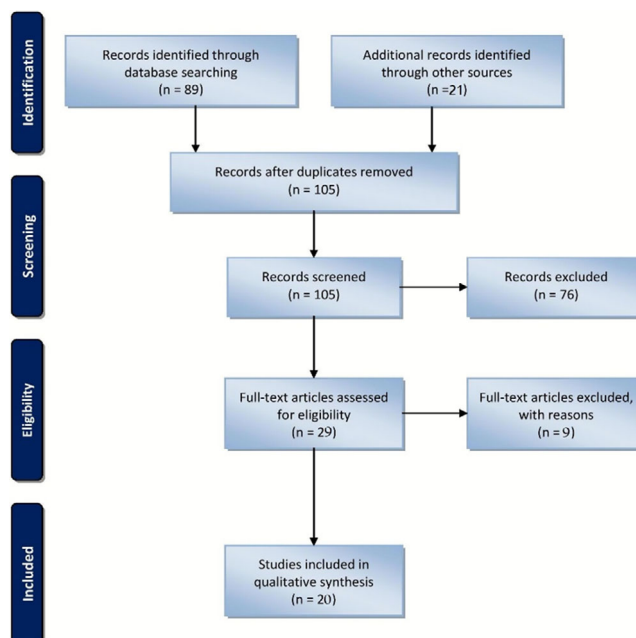 Identification
Records identified through
database searching
(n = 89)
Additional records identified
through other sources
(n =21)
Records after duplicates removed
(n = 105)
Screening
Records screened
(n = 105)
Records excluded
(n = 76)
Eligibility
Full-text articles assessed
for eligibility
(n = 29)
Full-text articles excluded,
with reasons
(n = 9)
Included
Studies included in
qualitative synthesis
(n = 20)